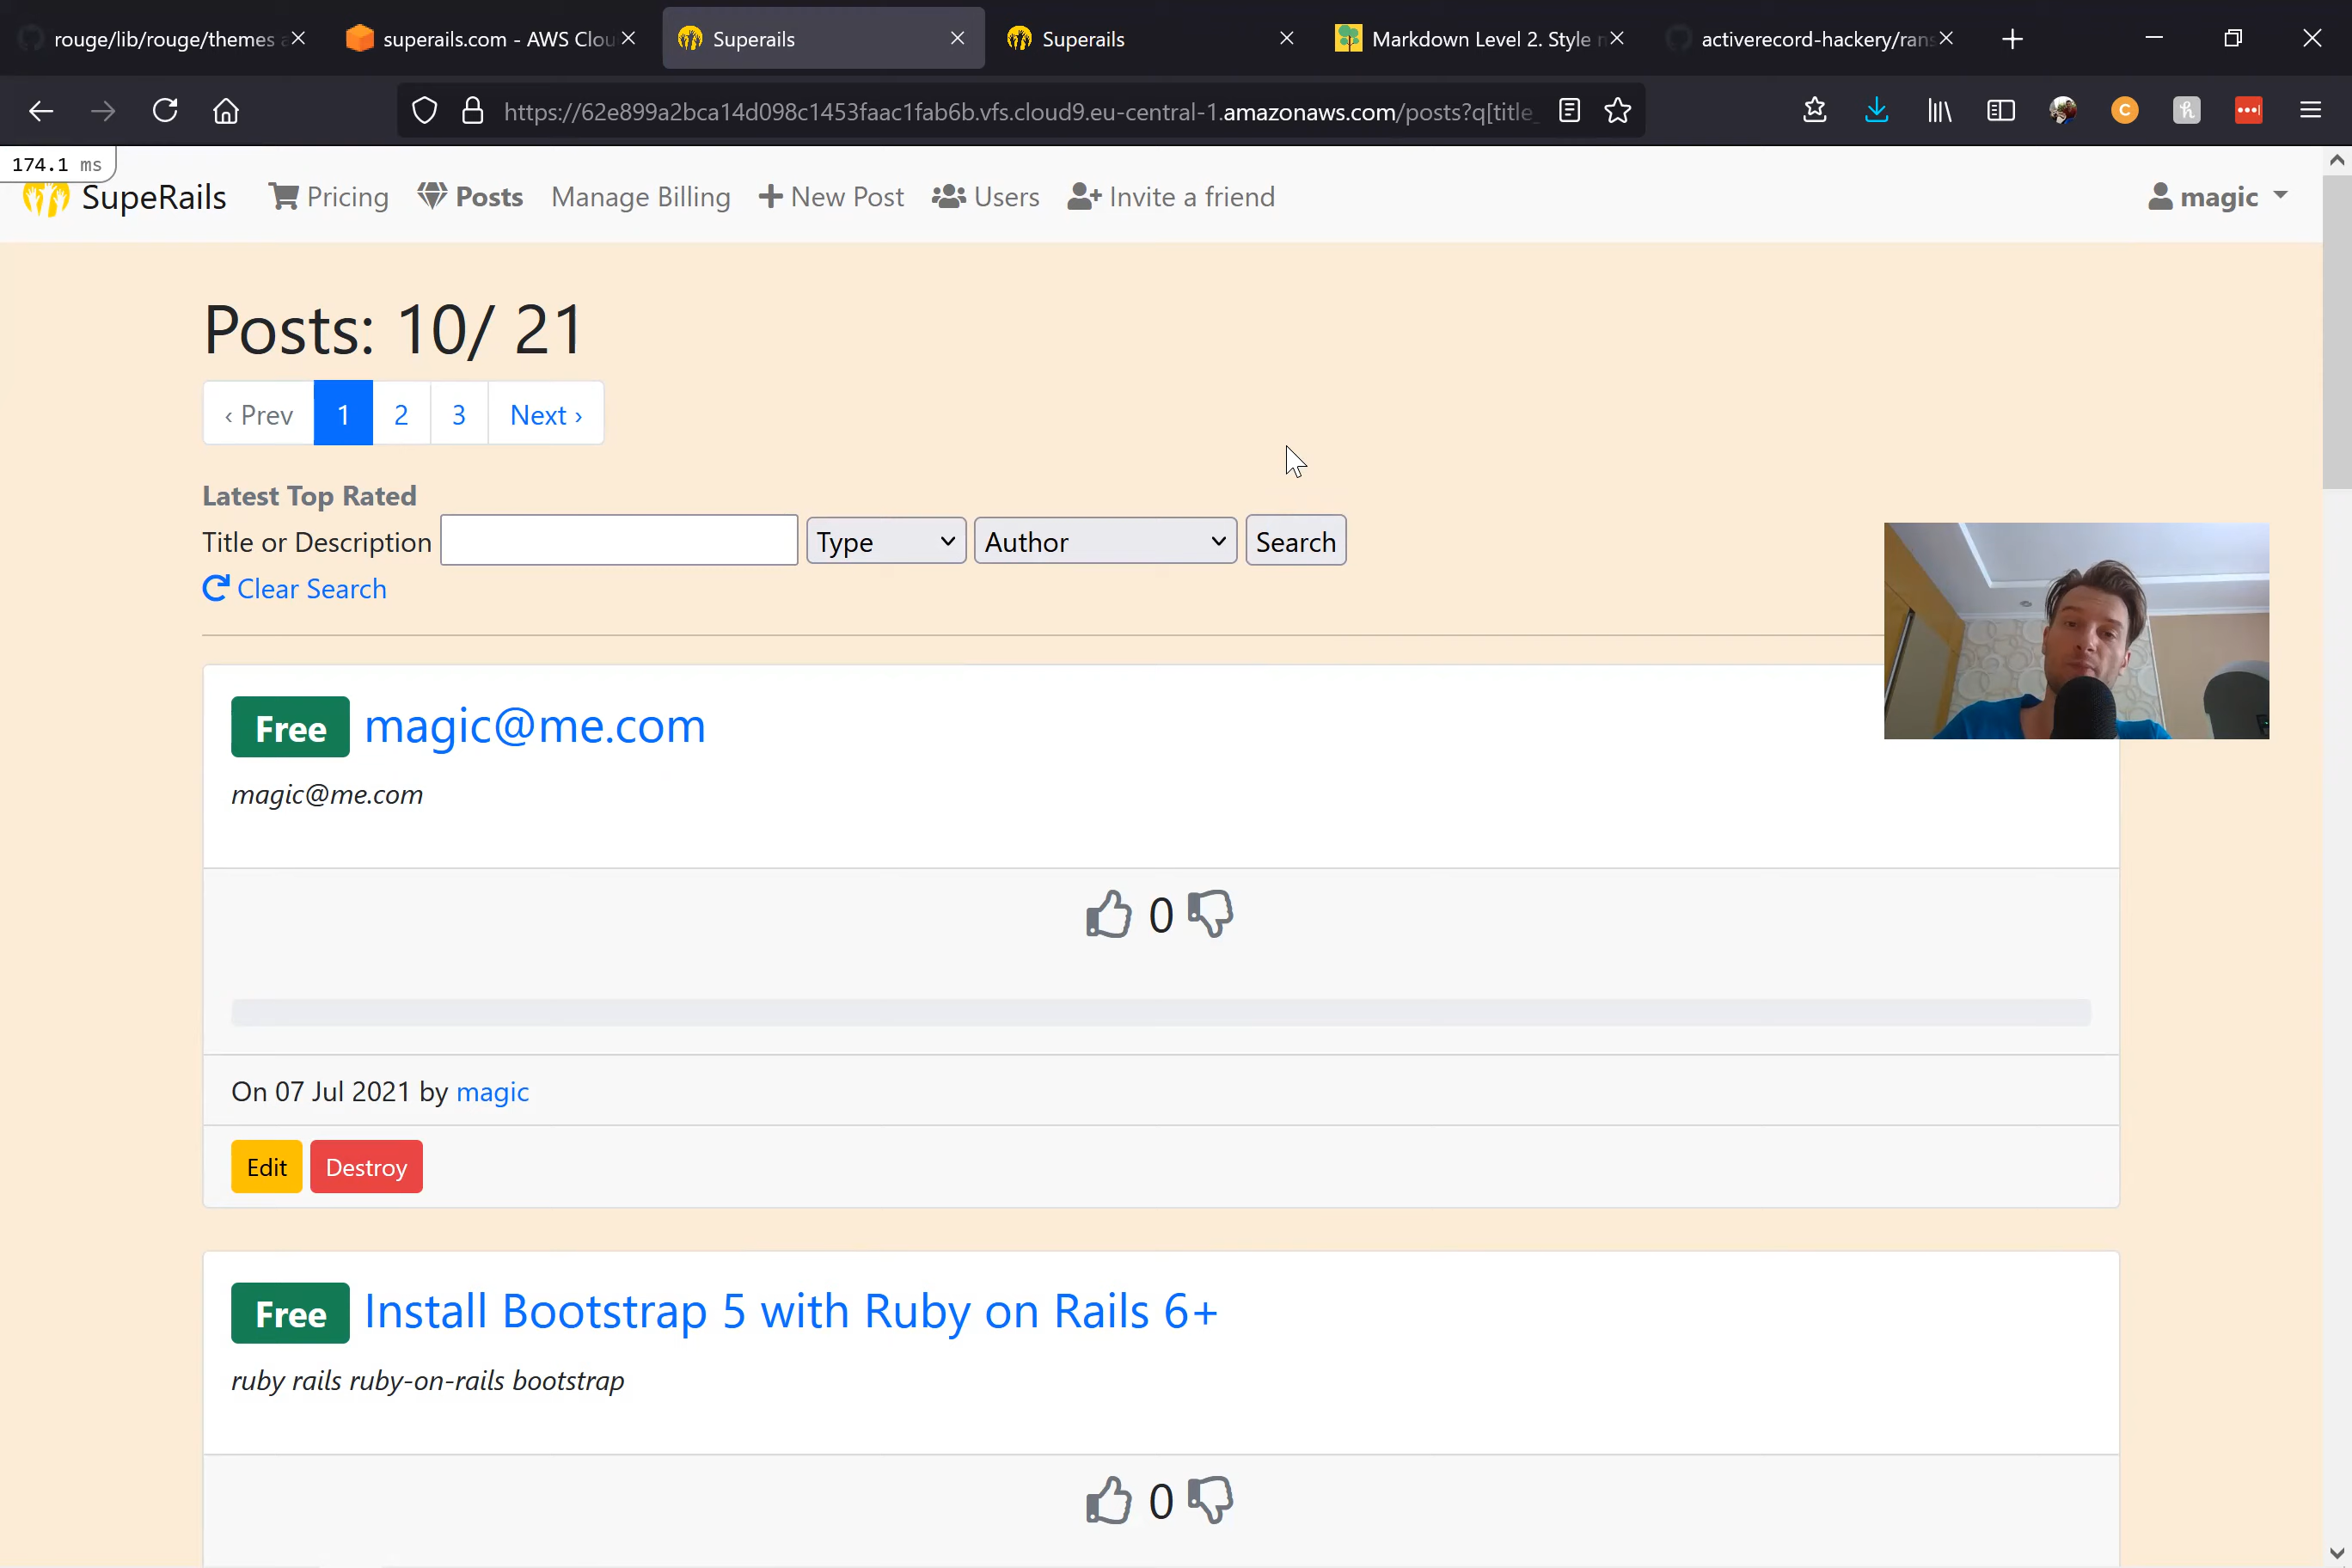 rouge/lib/rouge/themes
superails.com - AWS Clou
Superails
Superails
Markdown Level 2. Style
activerecord-hackery/ran
https://62e899a2bca14d098c1453faac1fab6b.vfs.cloud9.eu-central-1.amazonaws.com/posts?q[title_
174.1 ms
SupeRails
Pricing
Posts
Manage Billing
New Post
Users
Invite a friend
magic
Posts: 10/ 21
‹ Prev
1
2
3
Next ›
Latest Top Rated
Title or Description
Type
Author
Search
Clear Search
Free
magic@me.com
magic@me.com
0
On 07 Jul 2021 by magic
Edit
Destroy
Free
Install Bootstrap 5 with Ruby on Rails 6+
ruby rails ruby-on-rails bootstrap
0